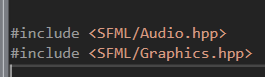 #include <SFML/Audio.hpp>
#include <SFML/Graphics.hpp>